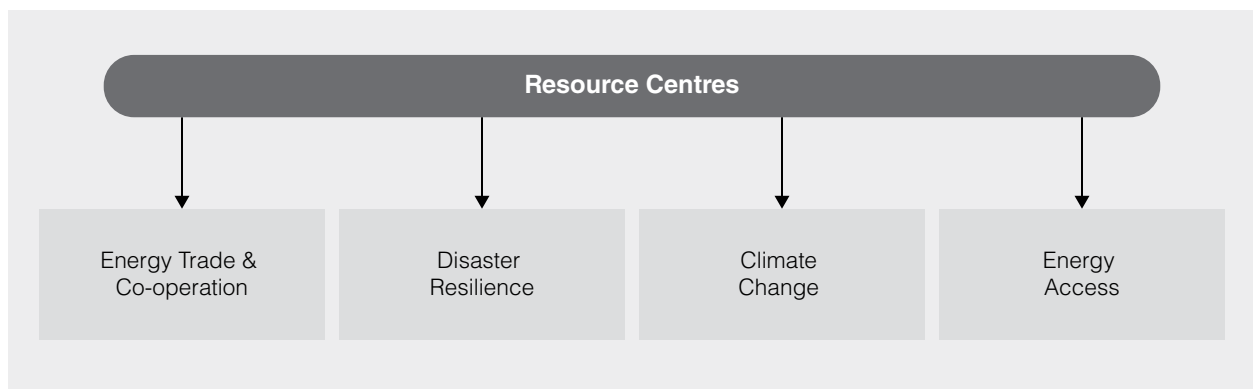 Resource Centres
Energy Trade &
Co-operation
Disaster
Resilience
Climate
Change
Energy
Access